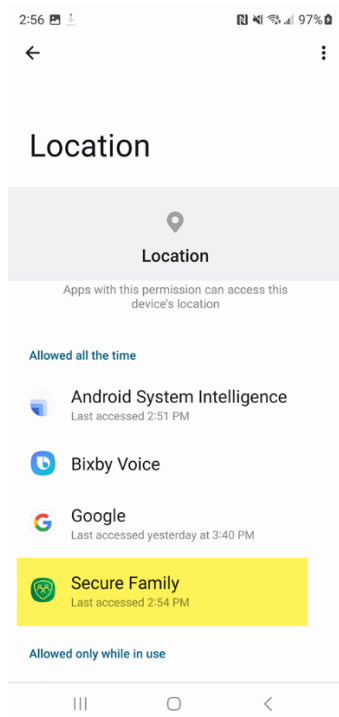 2:56 97%
Location
Location
Apps with this permission can access this
device's location
Allowed all the time
Android System Intelligence
Last accessed 2:51 PM
Bixby Voice
Google
Last accessed yesterday at 3:40 PM
Secure Family
Last accessed 2:54 PM
Allowed only while in use